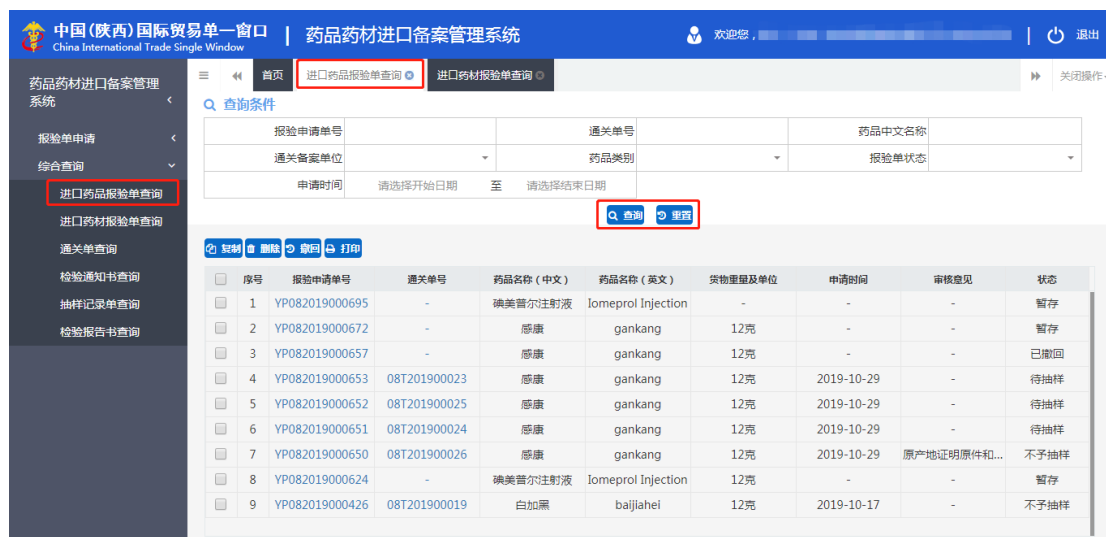 中国(陕西)国际贸易单一窗口 | 药品药材进口备案管理系统 欢迎您， | 退出
China International Trade Single Window
药品药材进口备案管理系统
首页 进口药品报验单查询 进口药材报验单查询 关闭操作
查询条件
报验申请单号 通关单号 药品中文名称
报验单申请
通关备案单位 药品类别 报验单状态
综合查询
申请时间 请选择开始日期 至 请选择结束日期
进口药品报验单查询
查询 重置
进口药材报验单查询
通关单查询
复制 删除 撤回 打印
检验通知书查询
序号 报验申请单号 通关单号 药品名称（中文） 药品名称（英文） 货物重量及单位 申请时间 审核意见 状态
抽样记录单查询
1 YP082019000695 - 碘美普尔注射液 Iomeprol Injection - - - 暂存
检验报告书查询
2 YP082019000672 - 感康 gankang 12克 - - 暂存
3 YP082019000657 - 感康 gankang 12克 - - 已撤回
4 YP082019000653 08T201900023 感康 gankang 12克 2019-10-29 - 待抽样
5 YP082019000652 08T201900025 感康 gankang 12克 2019-10-29 - 待抽样
6 YP082019000651 08T201900024 感康 gankang 12克 2019-10-29 - 待抽样
7 YP082019000650 08T201900026 感康 gankang 12克 2019-10-29 原产地证明原件和... 不予抽样
8 YP082019000624 - 碘美普尔注射液 Iomeprol Injection 12克 - - 暂存
9 YP082019000426 08T201900019 白加黑 baijiahei 12克 2019-10-17 - 不予抽样